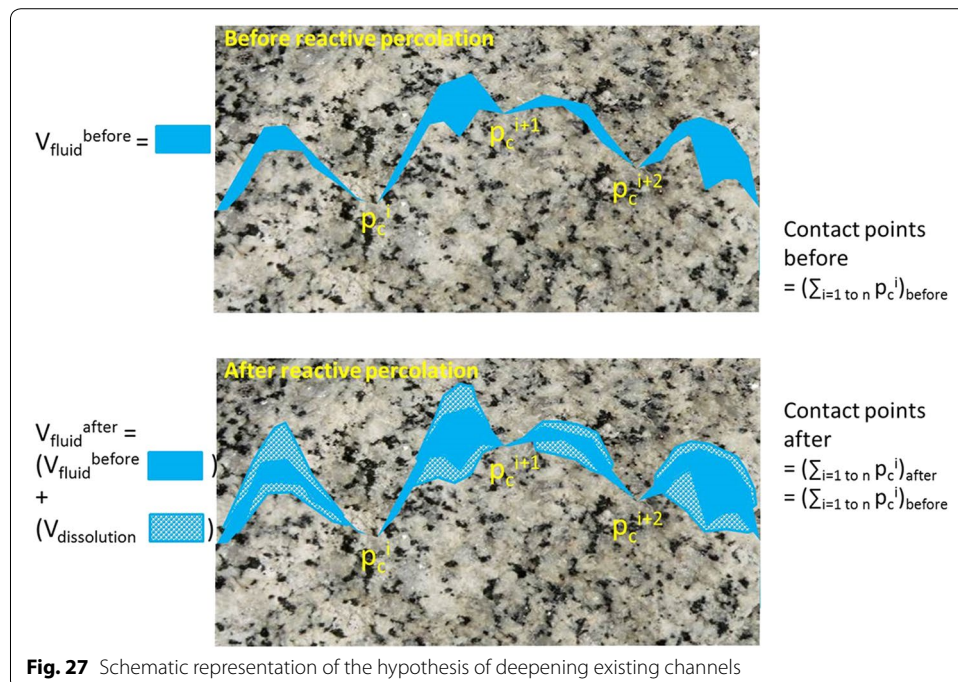 Before reactive percolation
V_fluid^before =
p_c^i
p_c^i+1
p_c^i+2
Contact points
before
= (∑_i=1 to n p_c^i)_before
After reactive percolation
V_fluid^after =
(V_fluid^before )
+
(V_dissolution )
p_c^i
p_c^i+1
p_c^i+2
Contact points
after
= (∑_i=1 to n p_c^i)_after
= (∑_i=1 to n p_c^i)_before
Fig. 27 Schematic representation of the hypothesis of deepening existing channels